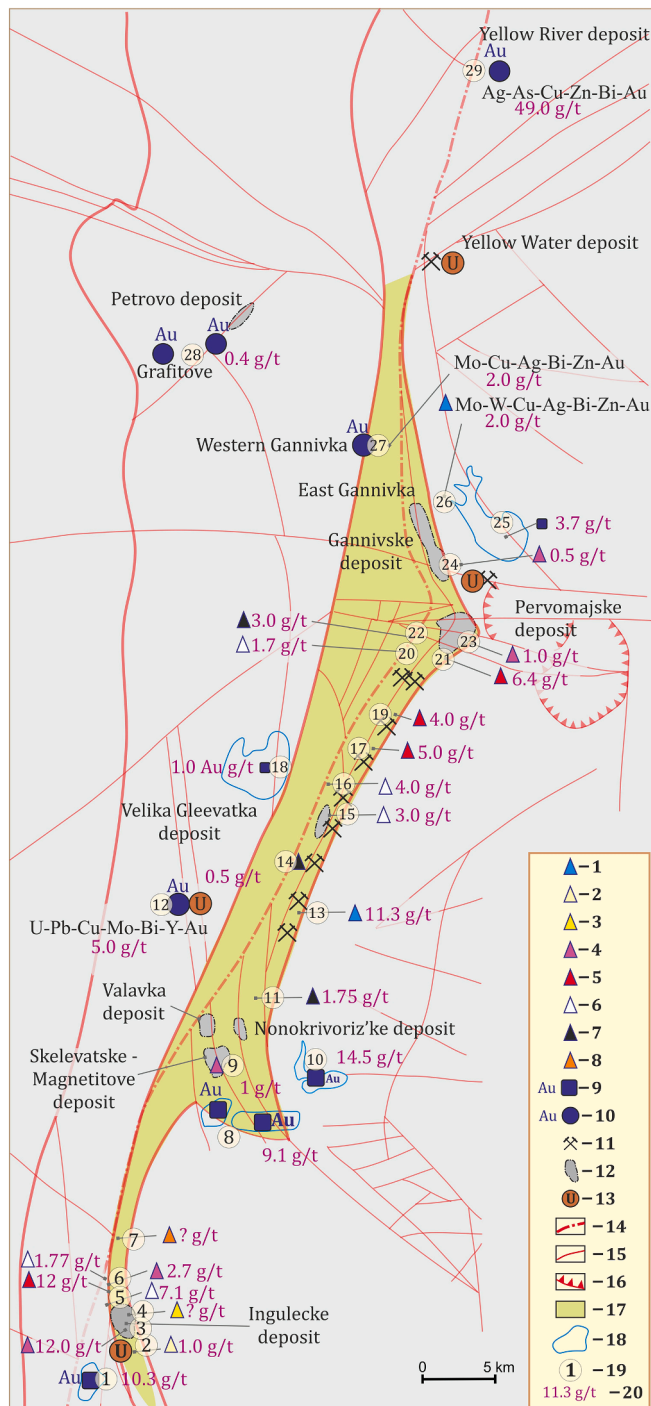 Yellow River deposit
Au
29
Ag-As-Cu-Zn-Bi-Au
49.0 g/t
Yellow Water deposit
U
Petrovo deposit
Au
Au
28
0.4 g/t
Grafitove
Mo-Cu-Ag-Bi-Zn-Au
2.0 g/t
Mo-W-Cu-Ag-Bi-Zn-Au
2.0 g/t
Au
Western Gannivka
27
East Gannivka
26
25
3.7 g/t
Gannivske
deposit
24
0.5 g/t
U
Pervomajske
deposit
3.0 g/t
22
1.7 g/t
20
23
21
1.0 g/t
6.4 g/t
19
4.0 g/t
17
5.0 g/t
1.0 Au g/t
18
16
4.0 g/t
Velika Gleevatka
deposit
15
3.0 g/t
14
0.5 g/t
Au
12
U
13
11.3 g/t
U-Pb-Cu-Mo-Bi-Y-Au
5.0 g/t
Valavka
deposit
11
1.75 g/t
Nonokrivoriz’ke deposit
Skelevatske -
Magnetitove
deposit
9
10
14.5 g/t
Au
1 g/t
Au
Au
8
9.1 g/t
7
? g/t
1.77 g/t
6
2.7 g/t
12 g/t
5
7.1 g/t
4
? g/t
Ingulecke
deposit
3
12.0 g/t
2
1.0 g/t
U
Au
1
10.3 g/t
0
5 km
–1
–2
–3
–4
–5
–6
–7
–8
Au –9
Au –10
–11
–12
U –13
–14
–15
–16
–17
–18
1 –19
11.3 g/t –20